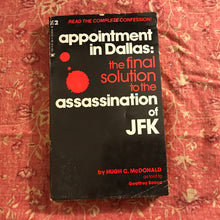 READ THE COMPLETE CONFESSION!
appointment
in Dallas:
the final
solution
to the
assassination
of
JFK
by HUGH C. McDONALD
as told to
Geoffrey Bocca